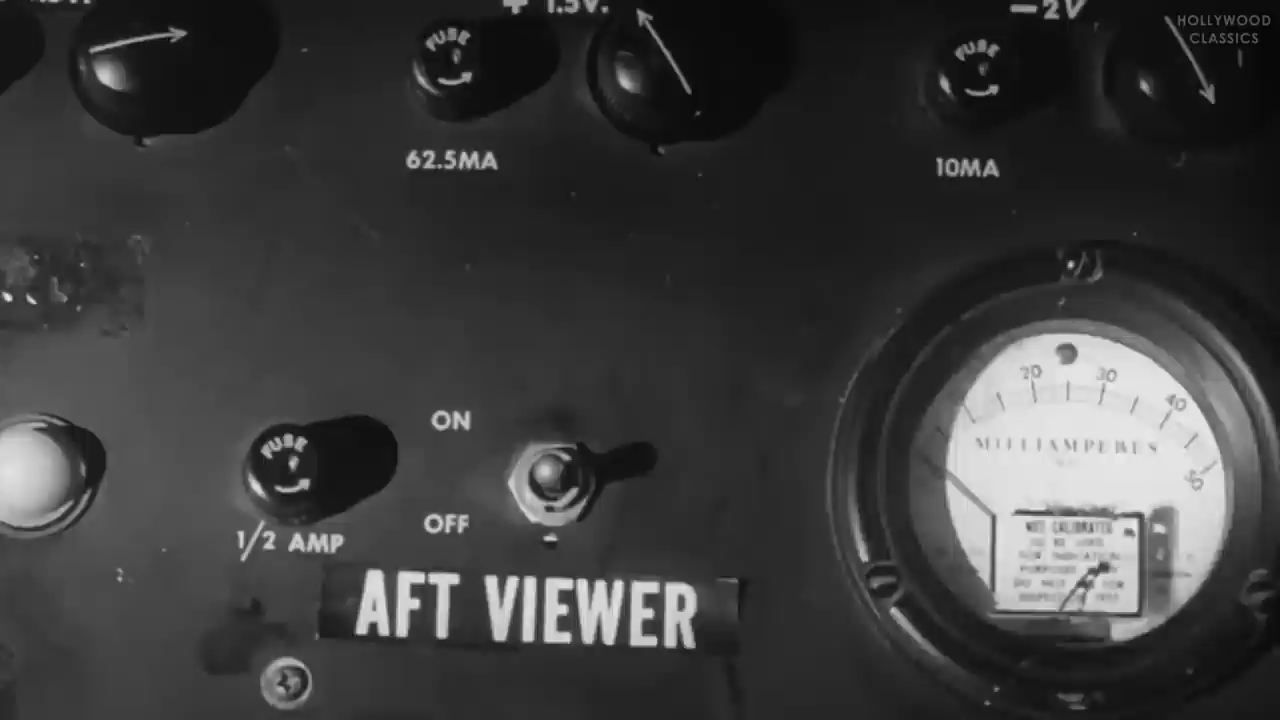 + 1.5V.
-2V
HOLLYWOOD
CLASSICS
FUSE
FUSE
62.5MA
10MA
20
30
40
50
MILLIAMPERES
ON
FUSE
OFF
1/2 AMP
NOT CALIBRATED
AFT VIEWER